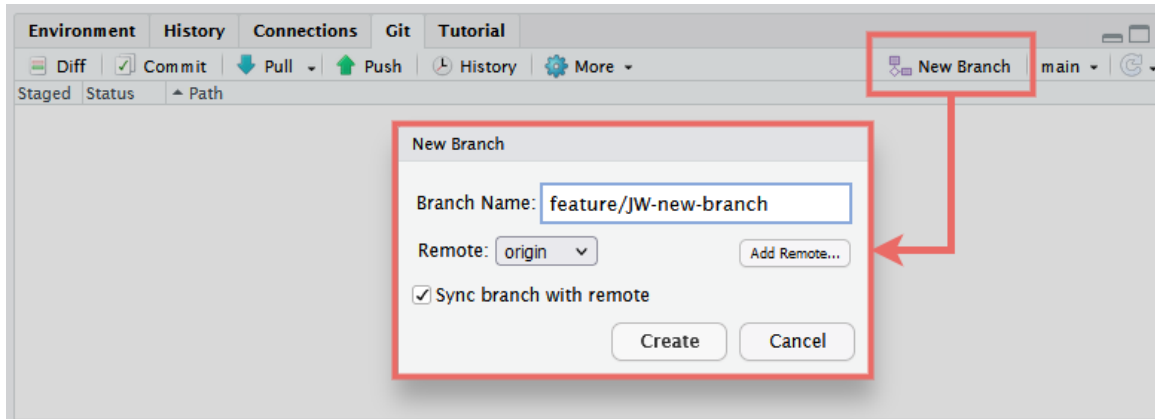 Environment History Connections Git Tutorial
Diff Commit Pull Push History More New Branch main
Staged Status Path
New Branch
Branch Name: feature/JW-new-branch
Remote: origin Add Remote...
Sync branch with remote
Create Cancel